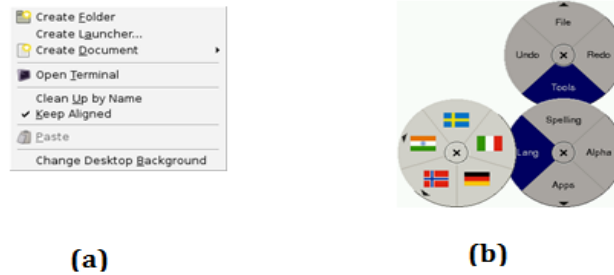 Create Folder
Create Launcher...
Create Document
Open Terminal
Clean Up by Name
Keep Aligned
Paste
Change Desktop Background
(a)
File
Undo
Redo
Tools
Spelling
Lang
Alpha
Apps
(b)